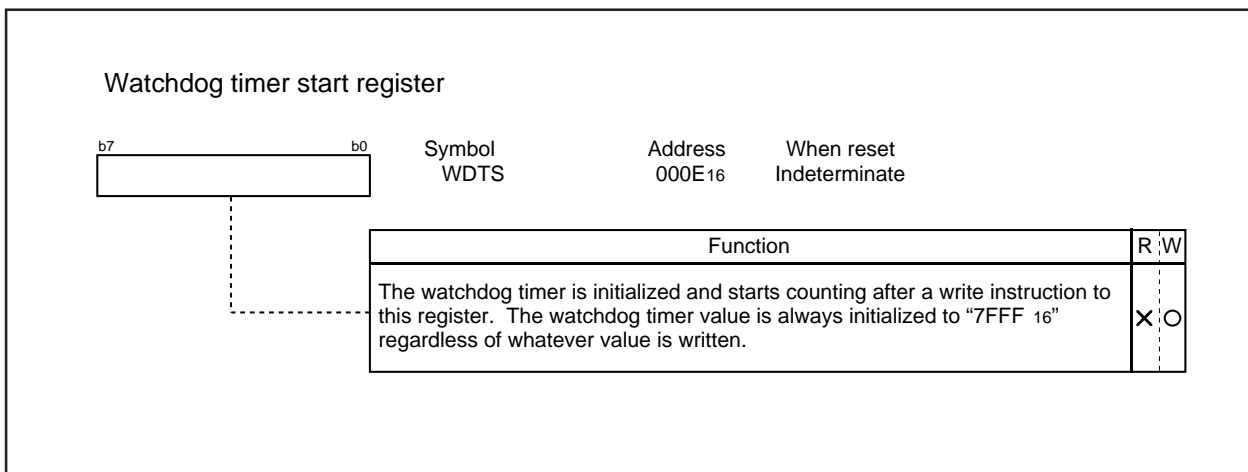 Watchdog timer start register
b7 b0 Symbol Address When reset
WDTS 000E16 Indeterminate
Function R W
The watchdog timer is initialized and starts counting after a write instruction to
this register. The watchdog timer value is always initialized to “7FFF 16”
regardless of whatever value is written.
X O